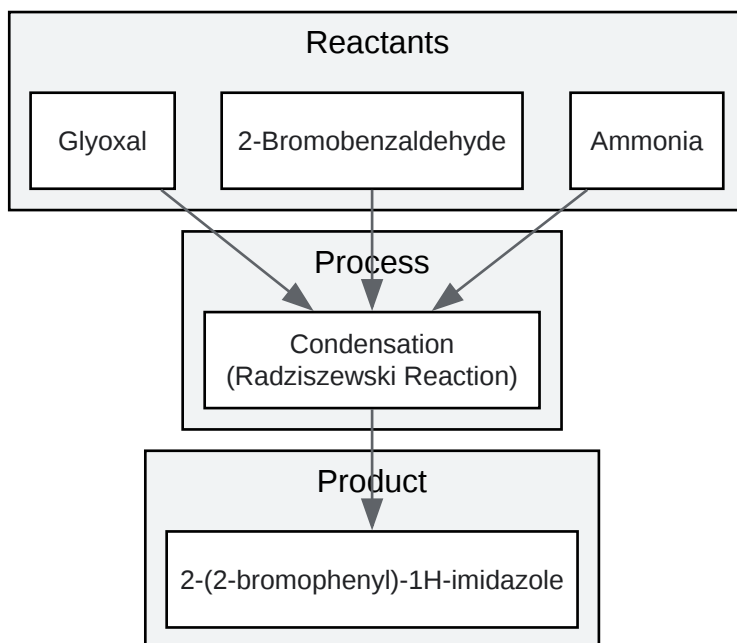 Reactants
Glyoxal
2-Bromobenzaldehyde
Ammonia
Process
Condensation
(Radziszewski Reaction)
Product
2-(2-bromophenyl)-1H-imidazole